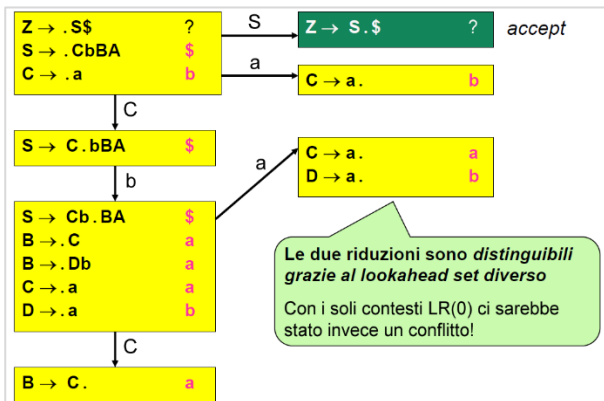 Z → .S$ ?
S → .CbBA $
C → .a b
S
Z → S.$ ?
accept
a
C → a. b
C
S → C.bBA $
b
S → Cb.BA $
B → .C a
B → .Db a
C → .a a
D → .a b
a
C → a. a
D → a. b
Le due riduzioni sono distinguibili
grazie al lookahead set diverso
Con i soli contesti LR(0) ci sarebbe
stato invece un conflitto!
C
B → C. a